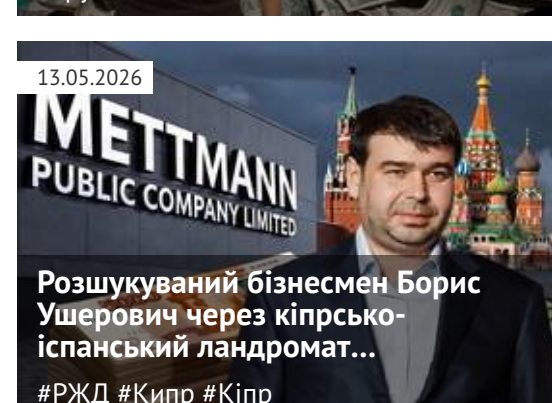 13.05.2026
METTMANN
PUBLIC COMPANY LIMITED
Розшукуваний бізнесмен Борис
Ушерович через кіпрсько-
іспанський ландромат...
#РЖД #Кипр #Кіпр